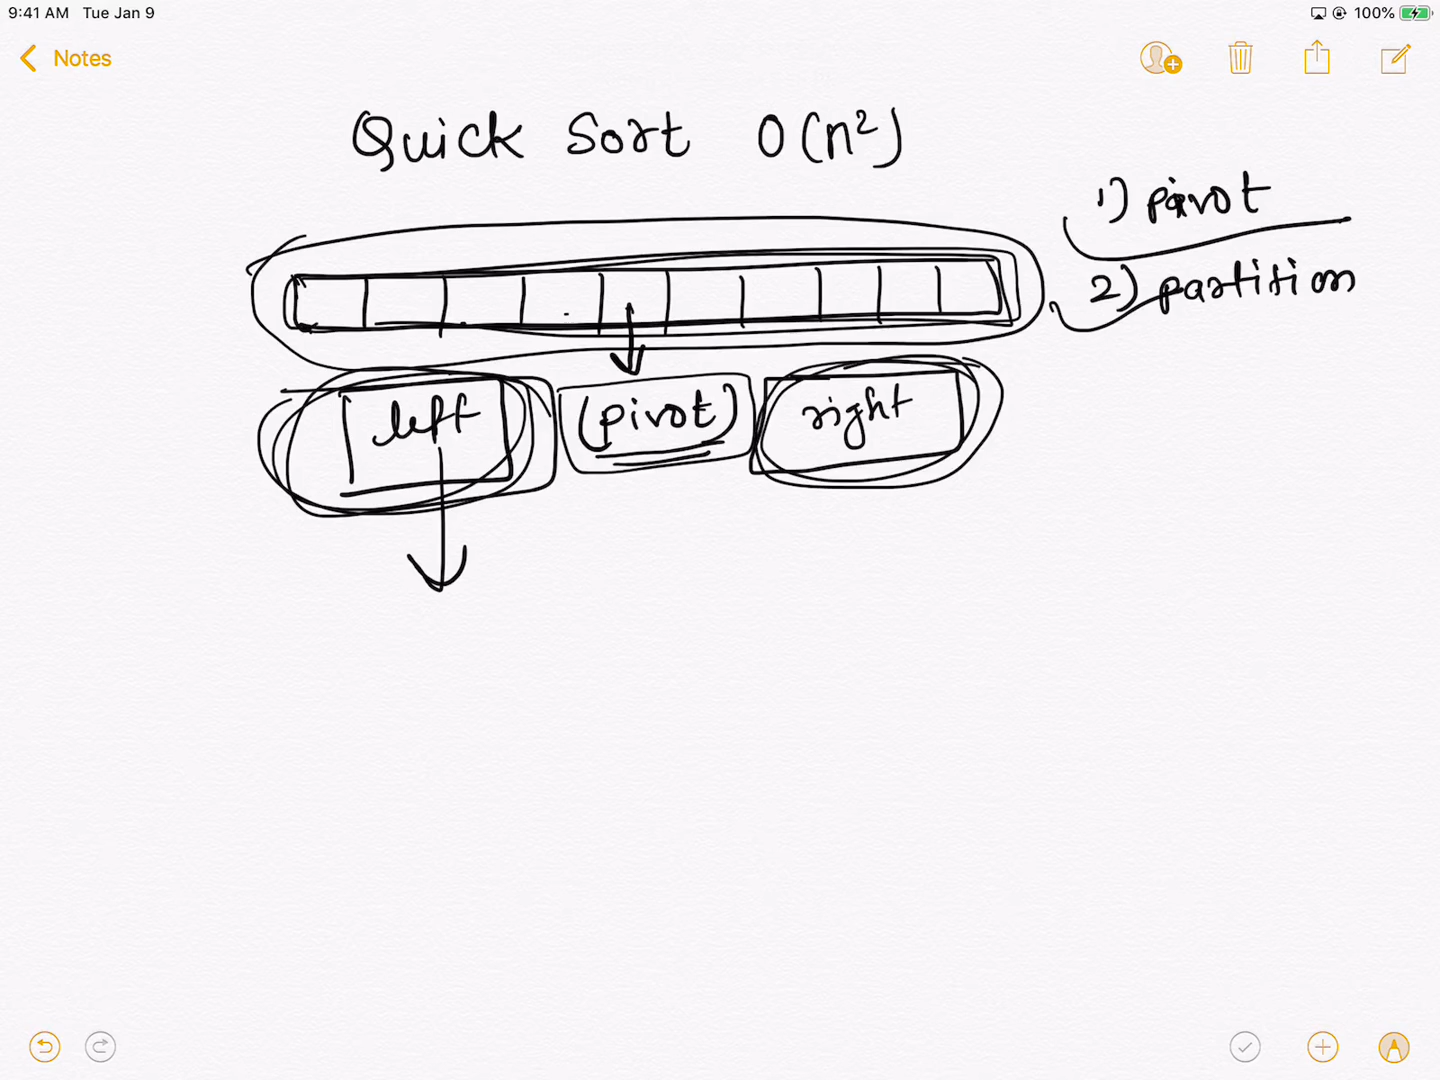 9:41 AM Tue Jan 9 100%
Notes
Quick Sort O(n²)
1) pivot
2) partition
left (pivot) right